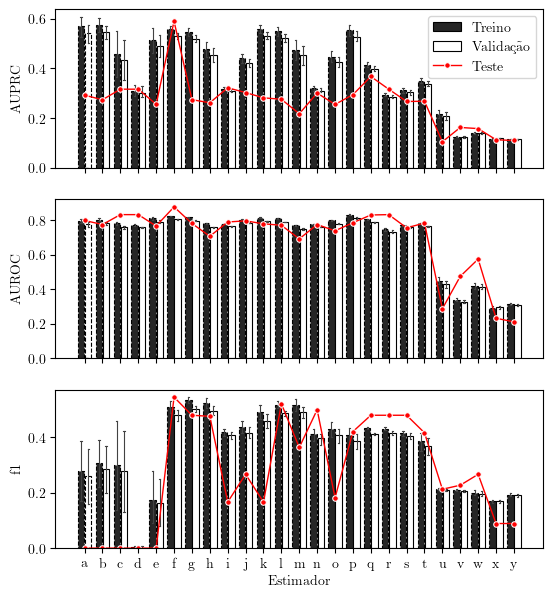 0.6
0.4
0.2
0.0
AUPRC
Treino
Validação
Teste
0.8
0.6
0.4
0.2
0.0
AUROC
0.4
0.2
0.0
f1
a b c d e f g h i j k l m n o p q r s t u v w x y
Estimador